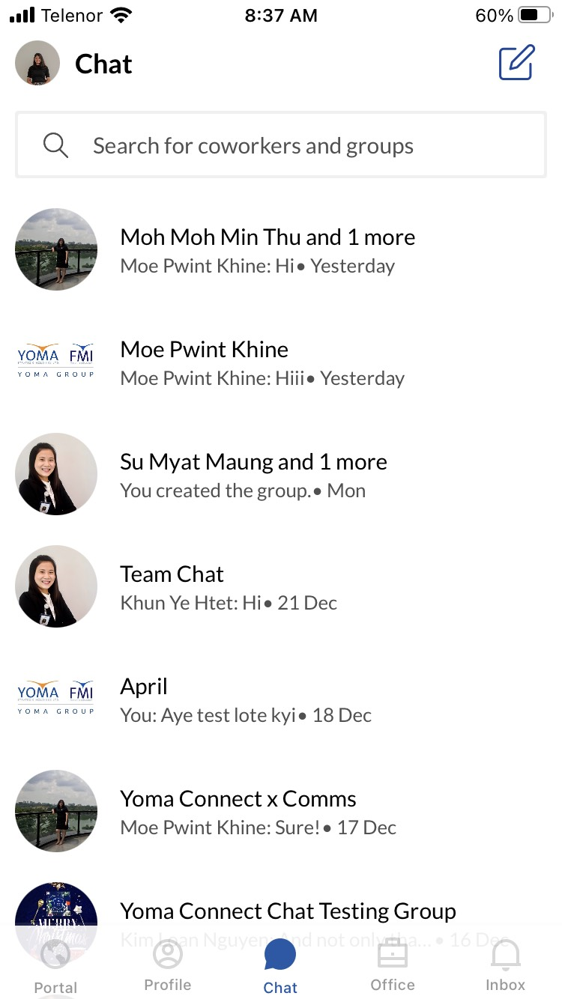 Telenor 8:37 AM 60%
Chat
Search for coworkers and groups
Moh Moh Min Thu and 1 more
Moe Pwint Khine: Hi• Yesterday
YOMA FMI
YOMA GROUP
Moe Pwint Khine
Moe Pwint Khine: Hiii• Yesterday
Su Myat Maung and 1 more
You created the group.• Mon
Team Chat
Khun Ye Htet: Hi• 21 Dec
YOMA FMI
YOMA GROUP
April
You: Aye test lote kyi• 18 Dec
Yoma Connect x Comms
Moe Pwint Khine: Sure!• 17 Dec
MERRY
Christmas
Yoma Connect Chat Testing Group
Kim Loan Nguyen: And not only tha...• 16 Dec
Portal Profile Chat Office Inbox